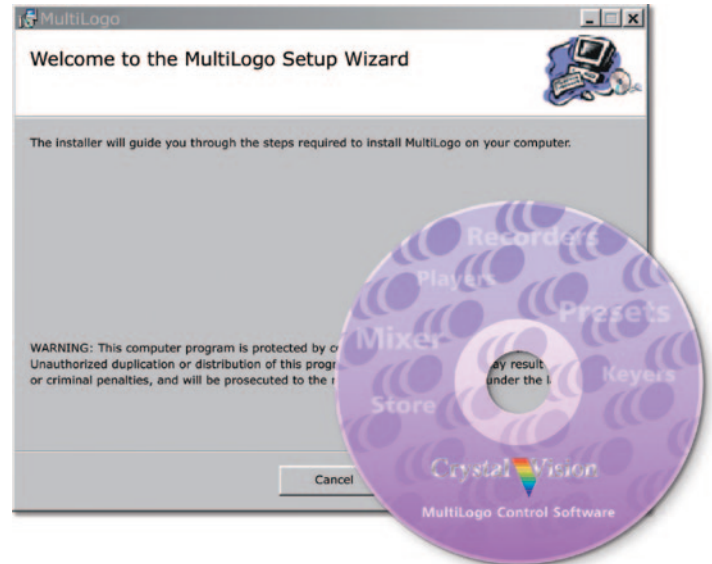 MultiLogo
Welcome to the MultiLogo Setup Wizard
The installer will guide you through the steps required to install MultiLogo on your computer.
WARNING: This computer program is protected by
Unauthorized duplication or distribution of this ay result
or criminal penalties, and will be prosecuted to the under the
Cancel
Recorders
Players
Presets
Mixer
Keyers
Store
Crystal Vision
MultiLogo Control Software